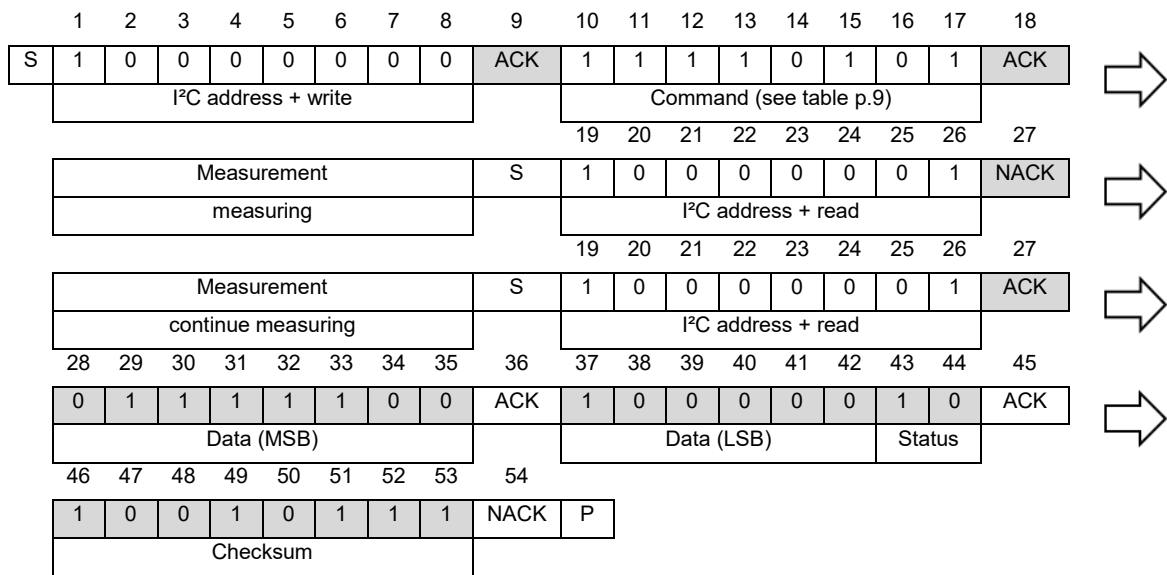 1 2 3 4 5 6 7 8 9 10 11 12 13 14 15 16 17 18
S 1 0 0 0 0 0 0 0 ACK 1 1 1 1 0 1 0 1 ACK
I²C address + write Command (see table p.9)
19 20 21 22 23 24 25 26 27
Measurement S 1 0 0 0 0 0 0 1 NACK
measuring I²C address + read
19 20 21 22 23 24 25 26 27
Measurement S 1 0 0 0 0 0 0 1 ACK
continue measuring I²C address + read
28 29 30 31 32 33 34 35 36 37 38 39 40 41 42 43 44 45
0 1 1 1 1 1 0 0 ACK 1 0 0 0 0 0 1 0 ACK
Data (MSB) Data (LSB) Status
46 47 48 49 50 51 52 53 54
1 0 0 1 0 1 1 1 NACK P
Checksum